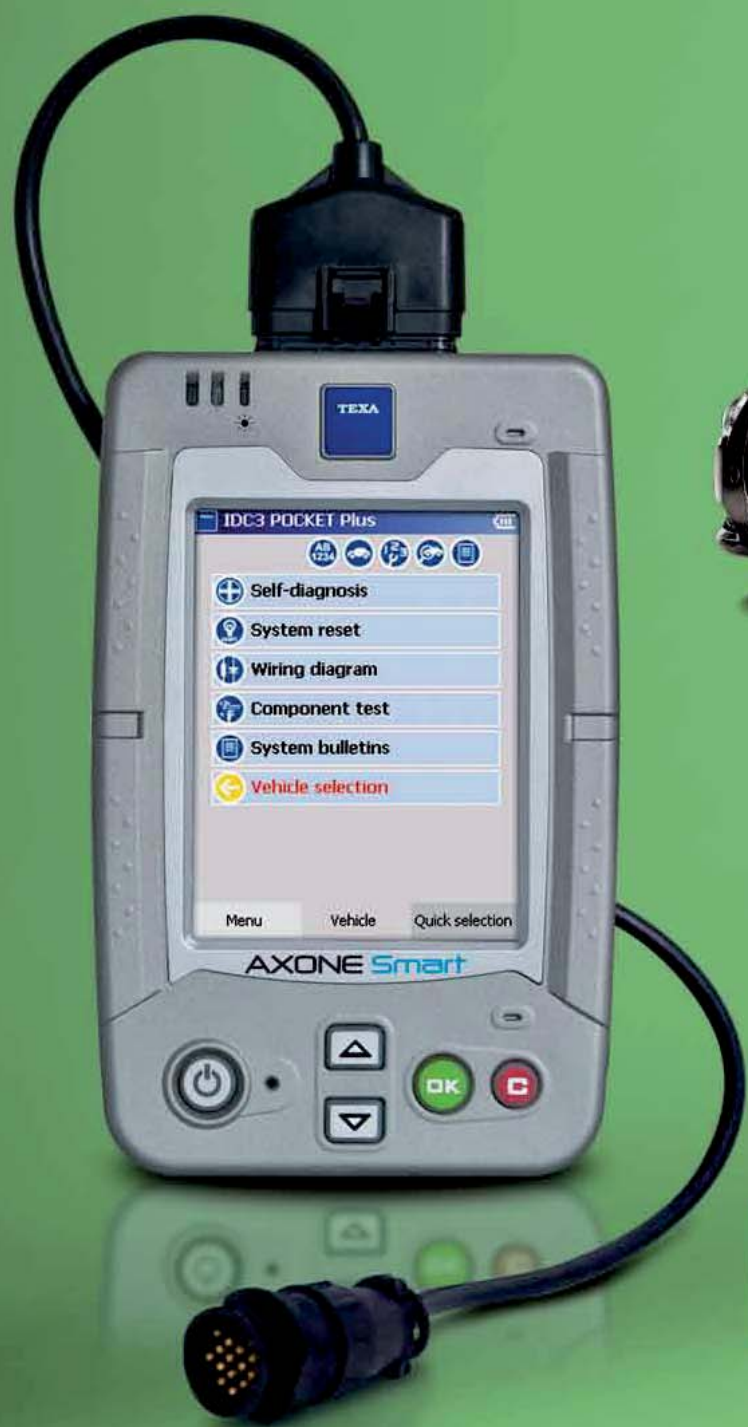 TEXA
IDC3 POCKET Plus
AB
1234
Self-diagnosis
System reset
Wiring diagram
Component test
System bulletins
Vehicle selection
Menu Vehicle Quick selection
AXONE Smart
OK C